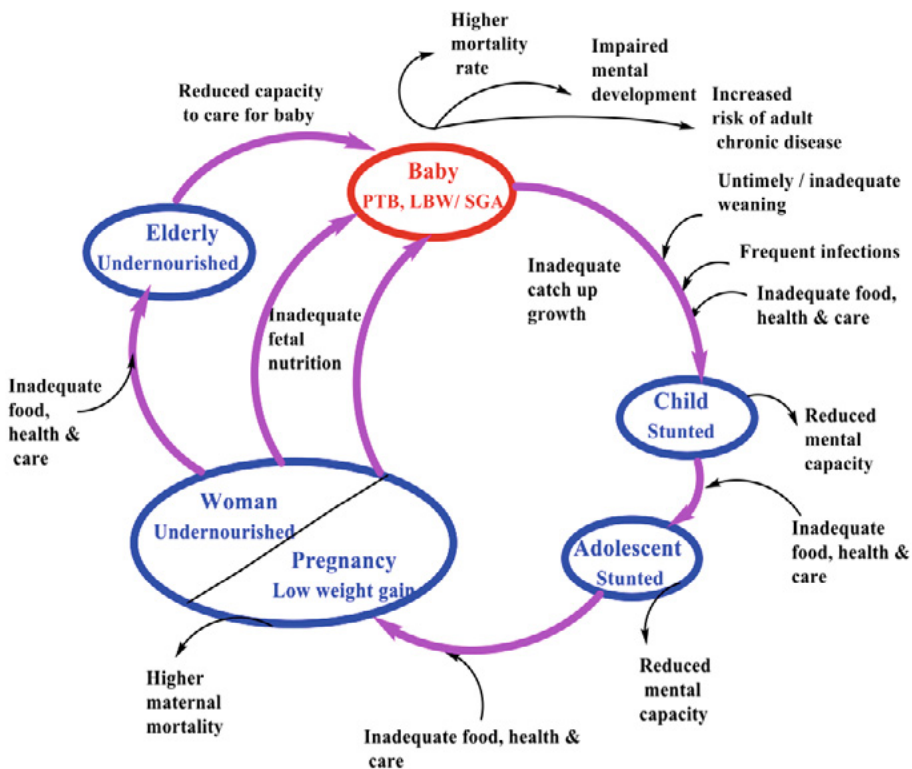 Higher
mortality
rate
Impaired
mental
development
Increased
risk of adult
chronic disease
Reduced capacity
to care for baby
Baby
PTB, LBW/ SGA
Untimely / inadequate
weaning
Elderly
Undernourished
Frequent infections
Inadequate
catch up
growth
Inadequate food,
health & care
Inadequate
fetal
nutrition
Inadequate
food,
health &
care
Child
Stunted
Reduced
mental
capacity
Woman
Undernourished
Pregnancy
Low weight gain
Adolescent
Stunted
Inadequate
food, health &
care
Higher
maternal
mortality
Reduced
mental
capacity
Inadequate food, health &
care